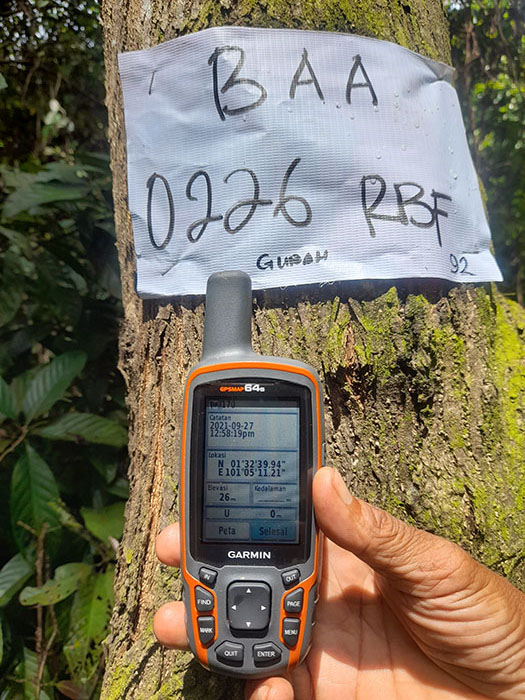 BAA
0226 RBF
GUBAH 92
GPSMAP 64s
Catatan
2021-09-27
12:58:19pm
Lokasi
N 01°32'39.94"
E 101°05'11.21"
Elevasi Kedalaman
26m
U 0m
Peta Selesai
GARMIN
IN OUT
FIND PAGE
MARK MENU
QUIT ENTER